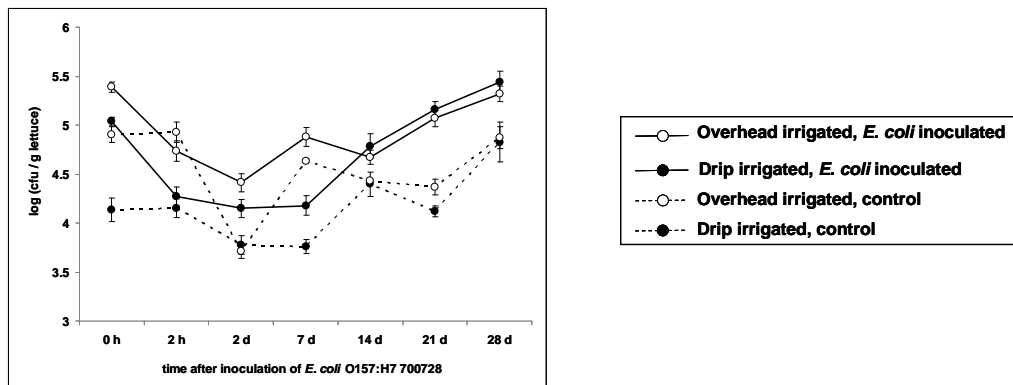 6
5.5
5
4.5
4
3.5
3
log (cfu / g lettuce)
0 h 2 h 2 d 7 d 14 d 21 d 28 d
time after inoculation of E. coli O157:H7 700728
Overhead irrigated, E. coli inoculated
Drip irrigated, E. coli inoculated
Overhead irrigated, control
Drip irrigated, control